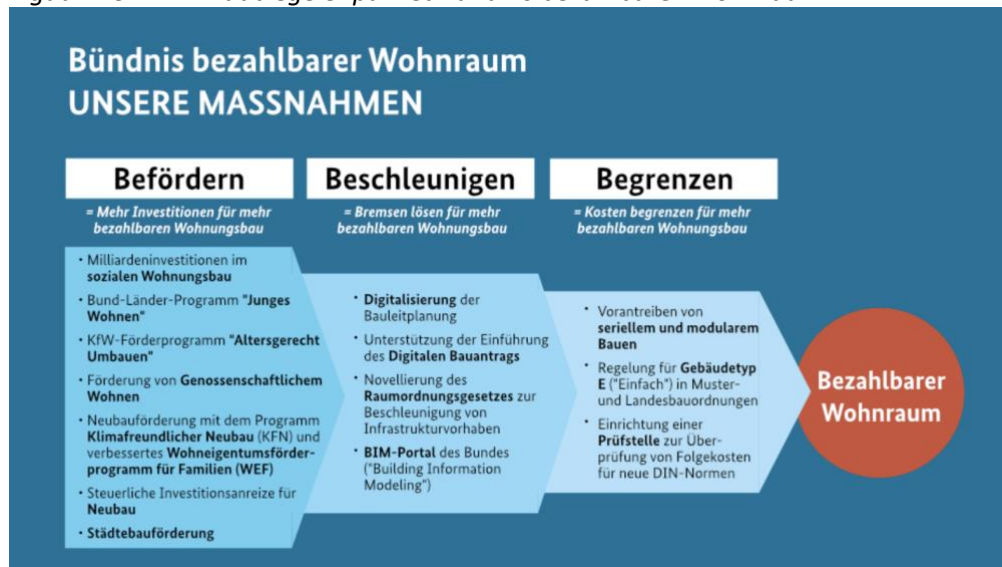 Bündnis bezahlbarer Wohnraum
UNSERE MASSNAHMEN
Befördern
= Mehr Investitionen für mehr
bezahlbaren Wohnungsbau
• Milliardeninvestitionen im
sozialen Wohnungsbau
• Bund-Länder-Programm "Junges
Wohnen"
• KfW-Förderprogramm "Altersgerecht
Umbauen"
• Förderung von Genossenschaftlichem
Wohnen
• Neubauförderung mit dem Programm
Klimafreundlicher Neubau (KFN) und
verbessertes Wohneigentumsförder-
programm für Familien (WEF)
• Steuerliche Investitionsanreize für
Neubau
• Städtebauförderung
Beschleunigen
= Bremsen lösen für mehr
bezahlbaren Wohnungsbau
• Digitalisierung der
Bauleitplanung
• Unterstützung der Einführung
des Digitalen Bauantrags
• Novellierung des
Raumordnungsgesetzes zur
Beschleunigung von
Infrastrukturvorhaben
• BIM-Portal des Bundes
("Building Information
Modeling")
Begrenzen
= Kosten begrenzen für mehr
bezahlbaren Wohnungsbau
• Vorantreiben von
seriellem und modularem
Bauen
• Regelung für Gebäudetyp
E ("Einfach") in Muster-
und Landesbauordnungen
• Einrichtung einer
Prüfstelle zur Über-
prüfung von Folgekosten
für neue DIN-Normen
Bezahlbarer
Wohnraum